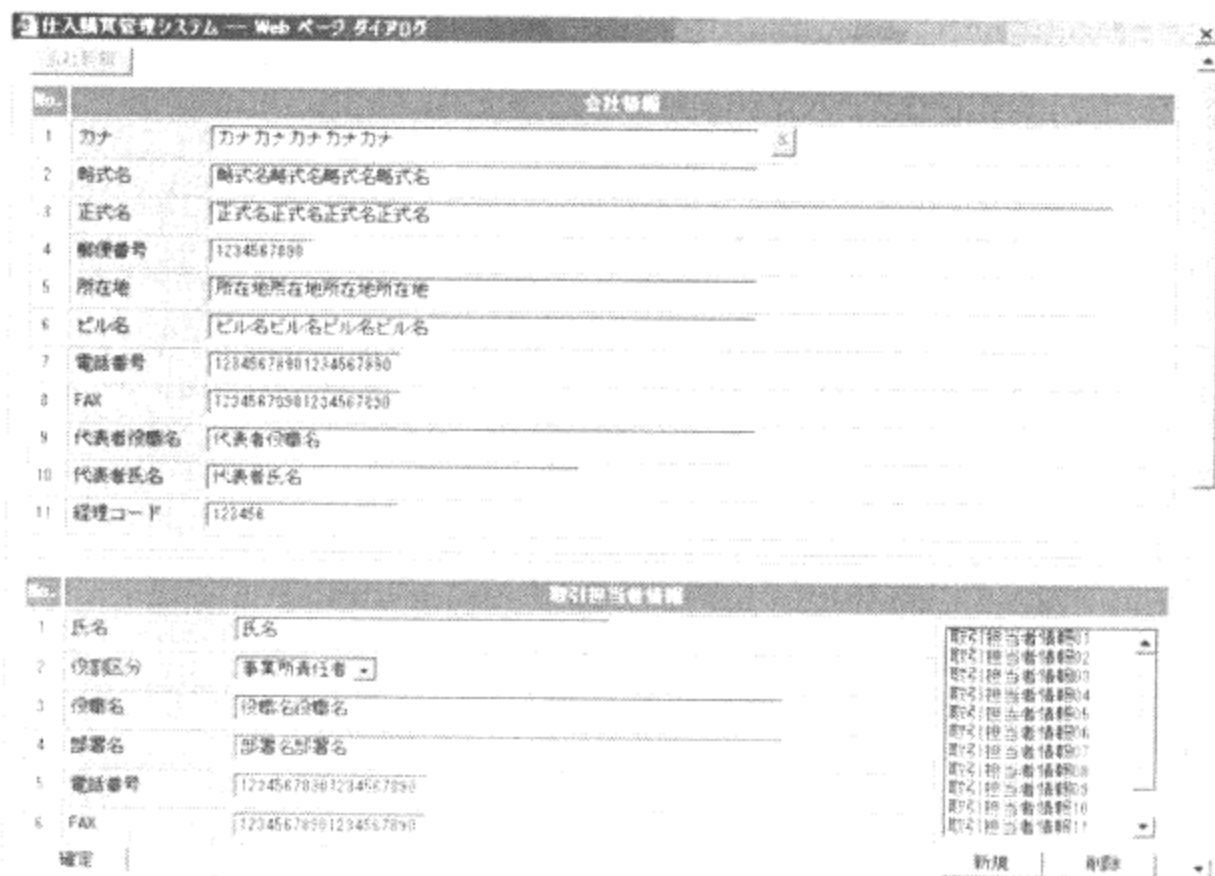 仕入購買管理システム -- Web ページ ダイアログ
会社情報
No. 会社情報
1 カナ カナカナカナカナカナ
2 略式名 略式名略式名略式名略式名
3 正式名 正式名正式名正式名正式名
4 郵便番号 1234567890
5 所在地 所在地所在地所在地所在地
6 ビル名 ビル名ビル名ビル名ビル名
7 電話番号 12345678901234567890
8 FAX 12345678901234567890
9 代表者役職名 代表者役職名
10 代表者氏名 代表者氏名
11 経理コード 123456
No. 取引担当者情報
1 氏名 氏名
2 役割区分 事業所責任者
3 役職名 役職名役職名
4 部署名 部署名部署名
5 電話番号 12345678901234567890
6 FAX 12345678901234567890
取引担当者情報01
取引担当者情報02
取引担当者情報03
取引担当者情報04
取引担当者情報05
取引担当者情報06
取引担当者情報07
取引担当者情報08
取引担当者情報09
取引担当者情報10
取引担当者情報11
確定 新規 削除